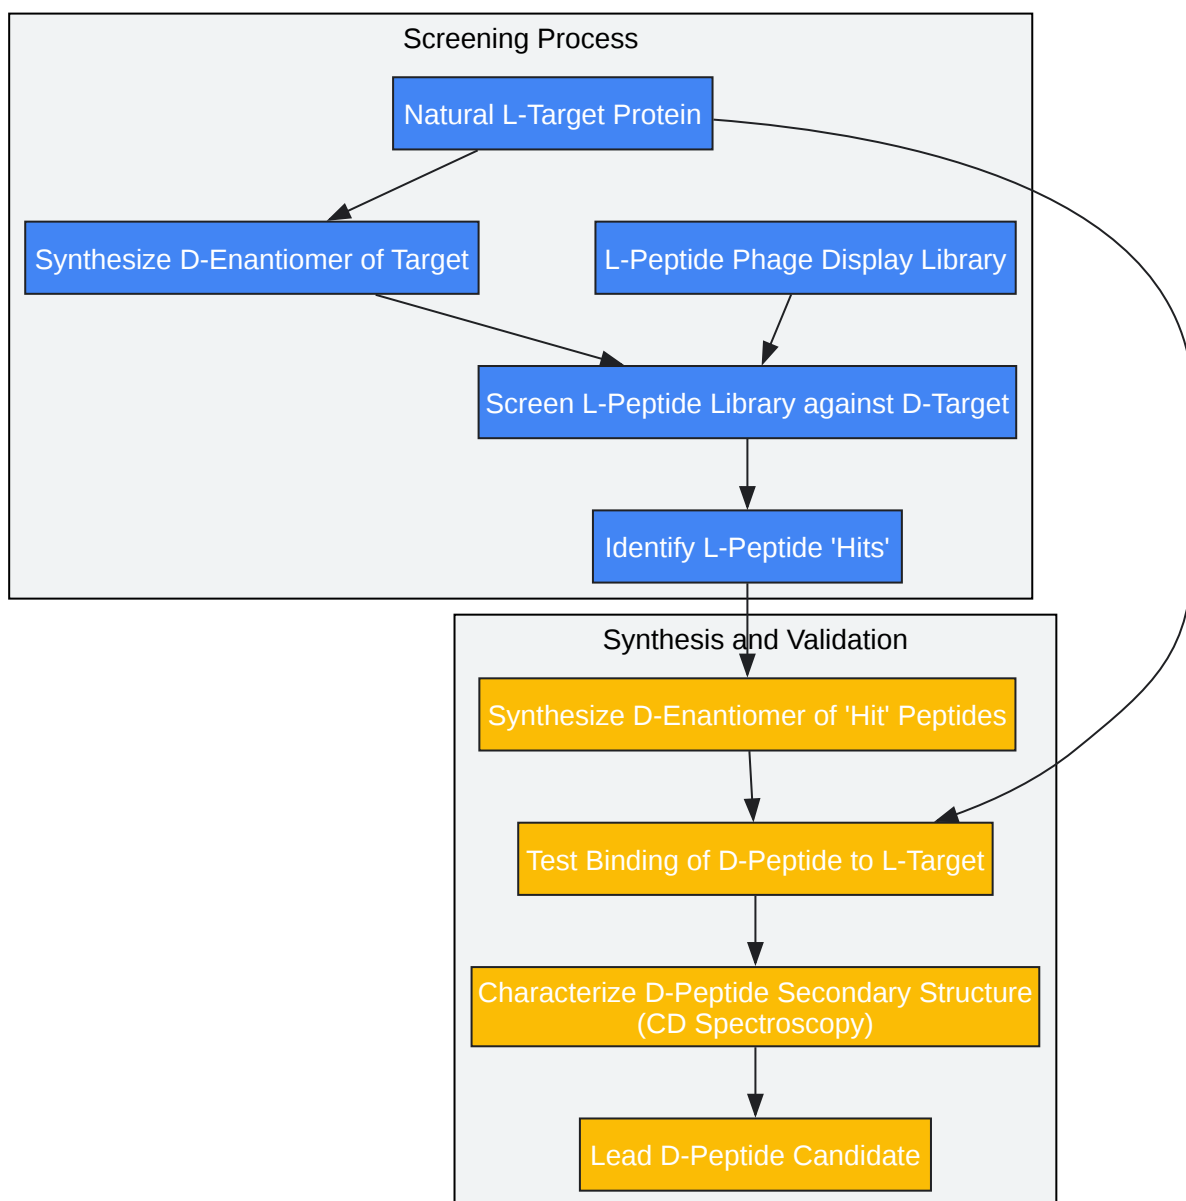 Screening Process
Natural L-Target Protein
Synthesize D-Enantiomer of Target
L-Peptide Phage Display Library
Screen L-Peptide Library against D-Target
Identify L-Peptide 'Hits'
Synthesis and Validation
Synthesize D-Enantiomer of 'Hit' Peptides
Test Binding of D-Peptide to L-Target
Characterize D-Peptide Secondary Structure
(CD Spectroscopy)
Lead D-Peptide Candidate